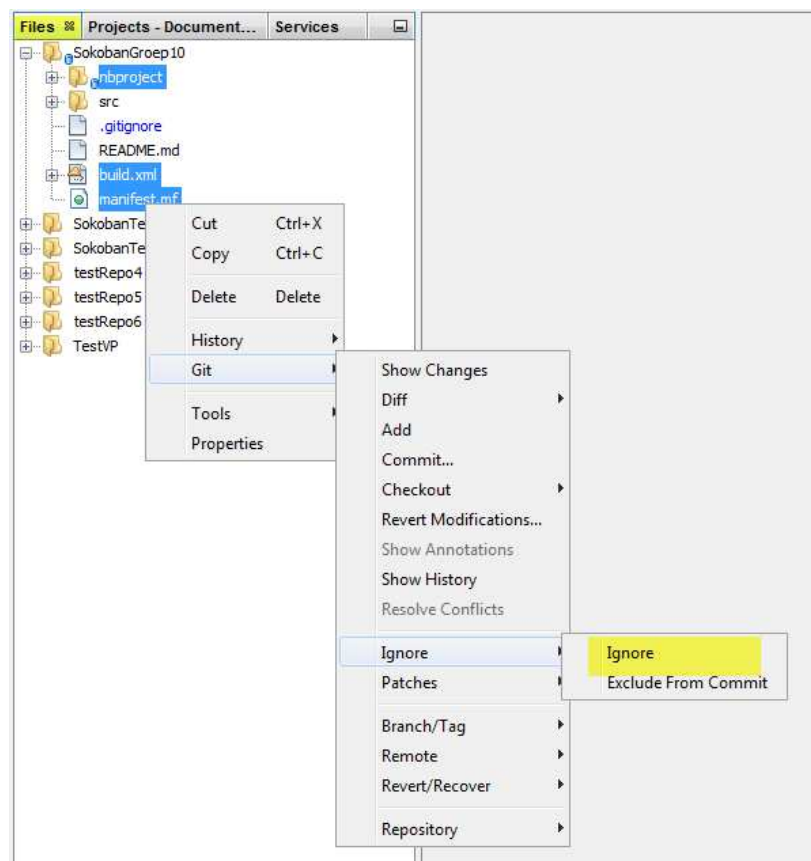 Files Projects - Document... Services
SokobanGroep10
nbproject
src
.gitignore
README.md
build.xml
manifest.mf
SokobanTe
SokobanTe
testRepo4
testRepo5
testRepo6
TestVP
Cut Ctrl+X
Copy Ctrl+C
Delete Delete
History
Git
Tools
Properties
Show Changes
Diff
Add
Commit...
Checkout
Revert Modifications...
Show Annotations
Show History
Resolve Conflicts
Ignore
Patches
Branch/Tag
Remote
Revert/Recover
Repository
Ignore
Exclude From Commit